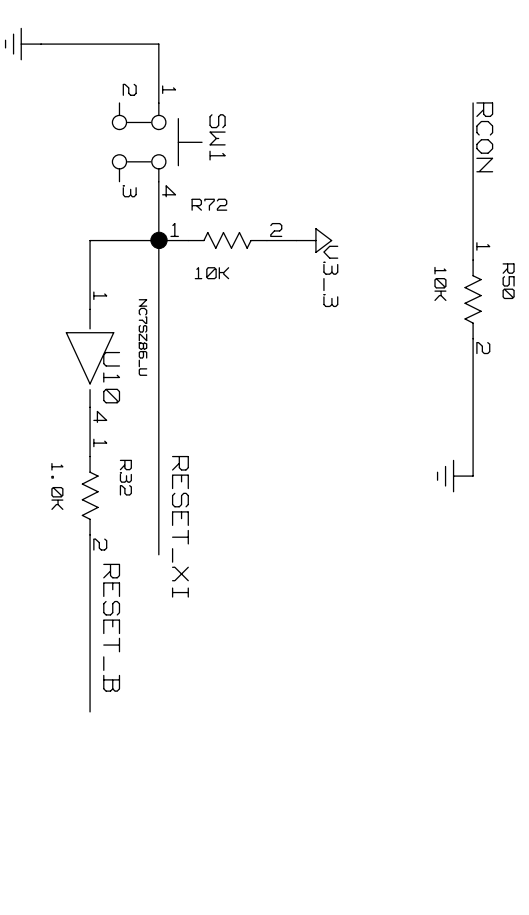 RCON
1
R50
10K
2
SW1
1
2
3
4
R72
1
2
10K
V3_3
1
NC7SZ86_U
U10
4
1
R32
1.0K
2
RESET_XI
RESET_B